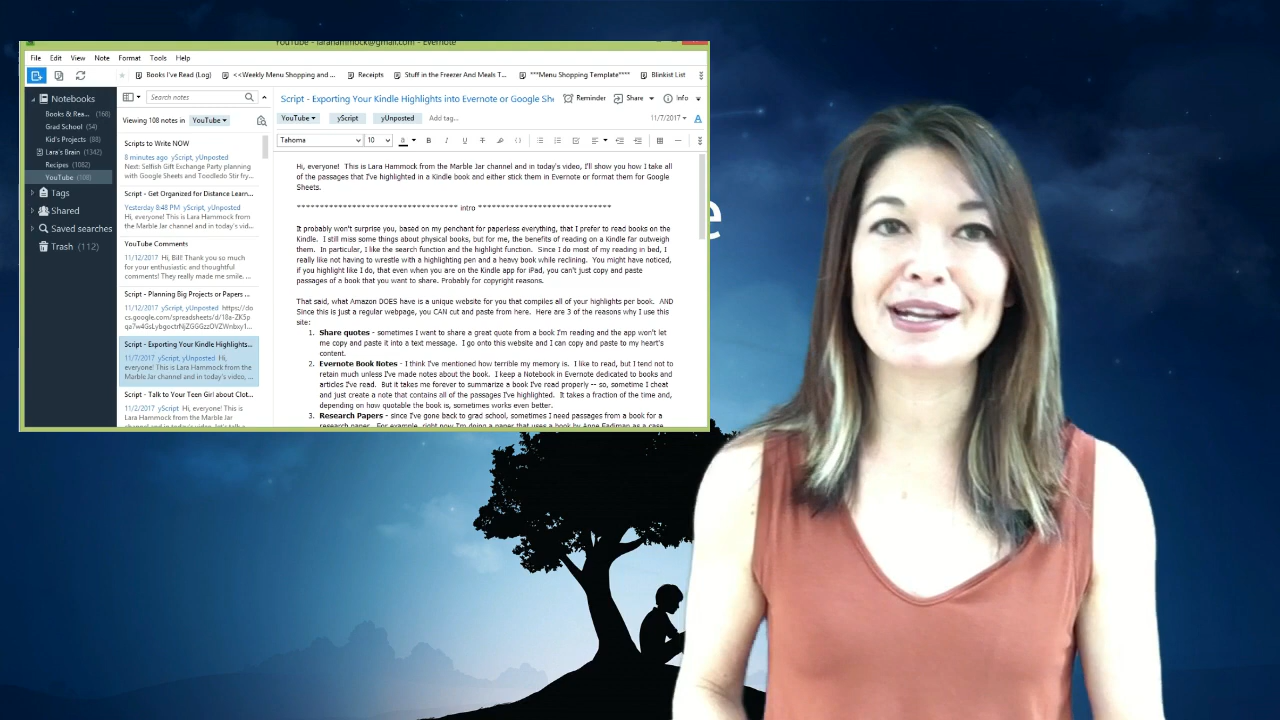 YouTube - larahammock@gmail.com - Evernote
File Edit View Note Format Tools Help
Books I've Read (Log) <<Weekly Menu Shopping and ... Receipts Stuff in the Freezer And Meals T... ***Menu Shopping Template**** Blinkist List
Notebooks
Books & Rea... (160)
Grad School (54)
Kid's Projects (88)
Lara's Brain (1342)
Recipes (1082)
YouTube (108)
Tags
Shared
Saved searches
Trash (112)
Search notes
Viewing 108 notes in YouTube
Scripts to Write NOW
8 minutes ago yScript, yUnposted
Next: Selfish Gift Exchange Party planning
with Google Sheets and Toodledo Stir fry...
Script - Get Organized for Distance Learn...
Yesterday 8:48 PM yScript, yUnposted
Hi, everyone! This is Lara Hammock from
the Marble Jar channel and in today's vid...
YouTube Comments
11/12/2017 Hi, Bill! Thank you so much
for your enthusiastic and thoughtful
comments! They really made me smile. ...
Script - Planning Big Projects or Papers ...
11/12/2017 yScript, yUnposted https://do
cs.google.com/spreadsheets/d/18a-ZK5p
Script - Exporting Your Kindle Highlights...
11/7/2017 yScript, yUnposted Hi,
everyone! This is Lara Hammock from the
Marble Jar channel and in today's video, ...
Script - Talk to Your Teen Girl about Clot...
11/2/2017 yScript Hi, everyone! This is
Lara Hammock from the Marble Jar
channel and in today's video, let's talk a
Script - Exporting Your Kindle Highlights into Evernote or Google She
Reminder Share Info
YouTube yScript yUnposted Add tag... 11/7/2017
Tahoma 10 a B I U T
Hi, everyone! This is Lara Hammock from the Marble Jar channel and in today's video, I'll show you how I take all
of the passages that I've highlighted in a Kindle book and either stick them in Evernote or format them for Google
Sheets.
********************************** intro ****************************
It probably won't surprise you, based on my penchant for paperless everything, that I prefer to read books on the
Kindle. I still miss some things about physical books, but for me, the benefits of reading on a Kindle far outweigh
them. In particular, I like the search function and the highlight function. Since I do most of my reading in bed, I
really like not having to wrestle with a highlighting pen and a heavy book while reclining. You might have noticed,
if you highlight like I do, that even when you are on the Kindle app for iPad, you can't just copy and paste
passages of a book that you want to share. Probably for copyright reasons.
That said, what Amazon DOES have is a unique website for you that compiles all of your highlights per book. AND
Since this is just a regular webpage, you CAN cut and paste from here. Here are 3 of the reasons why I use this
site:
1. Share quotes - sometimes I want to share a great quote from a book I'm reading and the app won't let
me copy and paste it into a text message. I go onto this website and I can copy and paste to my heart's
content.
2. Evernote Book Notes - I think I've mentioned how terrible my memory is. I like to read, but I tend not to
retain much unless I've made notes about the book. I keep a Notebook in Evernote dedicated to books and
articles I've read. But it takes me forever to summarize a book I've read properly -- so, sometime I cheat
and just create a note that contains all of the passages I've highlighted. It takes a fraction of the time and,
depending on how quotable the book is, sometimes works even better.
3. Research Papers - since I've gone back to grad school, sometimes I need passages from a book for a
research paper. For example, right now I'm doing a paper that uses a book by Anne Fadiman as a case
e